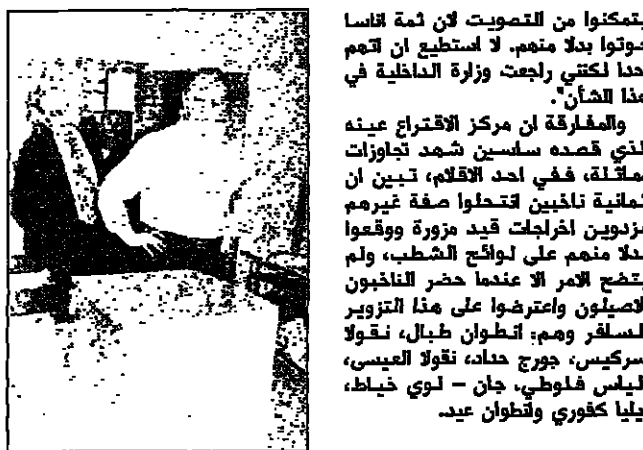 يتمكنوا من التصويت لان ثمة اناسا
صوتوا بدلا منهم. لا استطيع ان اتهم
احدا لكنني راجعت وزارة الداخلية في
هذا الشأن".
والمفارقة ان مركز الاقتراع عينه
الذي قصده ساسين شهد تجاوزات
مماثلة، ففي احد الاقلام، تبين ان
ثمانية ناخبين انتحلوا صفة غيرهم
مزدوين اخراجات قيد مزورة ووقعوا
بدلا منهم على لوائح الشطب، ولم
يتضح الامر الا عندما حضر الناخبون
الاصيلون واعترضوا على هذا التزوير
السافر وهم: انطوان طبال، نقولا
سركيس، جورج حداد، نقولا العيسى،
الياس فلوطي، جان – لوي خياط،
ايليا كفوري وانطوان عيد.